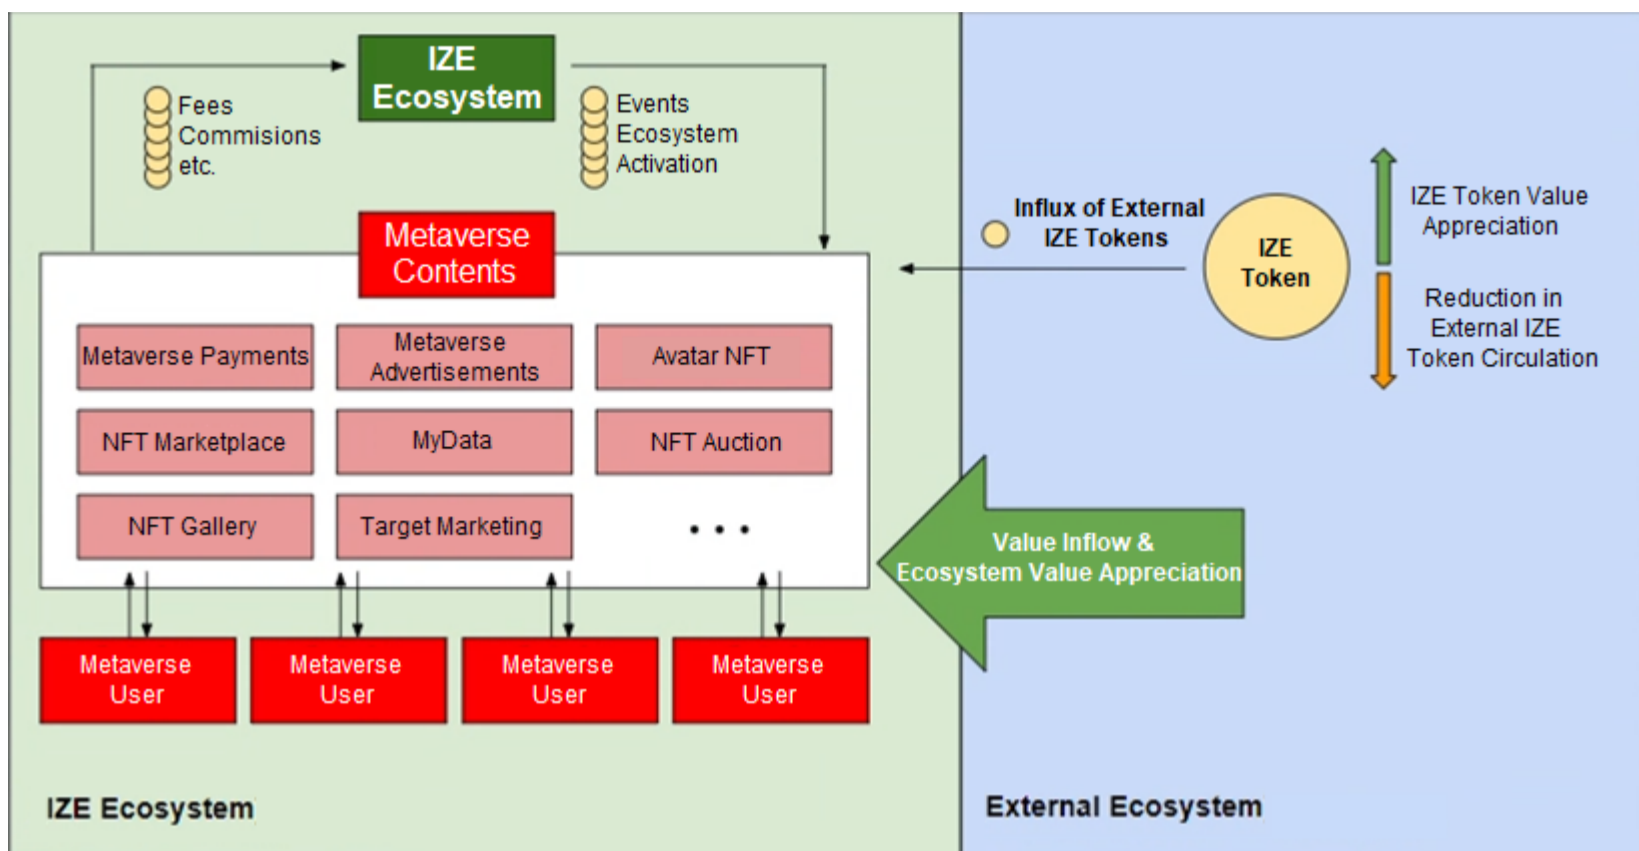 IZE
Ecosystem
Fees
Commisions
etc.
Events
Ecosystem
Activation
Metaverse
Contents
Metaverse Payments
Metaverse
Advertisements
Avatar NFT
NFT Marketplace
MyData
NFT Auction
NFT Gallery
Target Marketing
...
Metaverse
User
Metaverse
User
Metaverse
User
Metaverse
User
IZE Ecosystem
Influx of External
IZE Tokens
IZE
Token
IZE Token Value
Appreciation
Reduction in
External IZE
Token Circulation
Value Inflow &
Ecosystem Value Appreciation
External Ecosystem